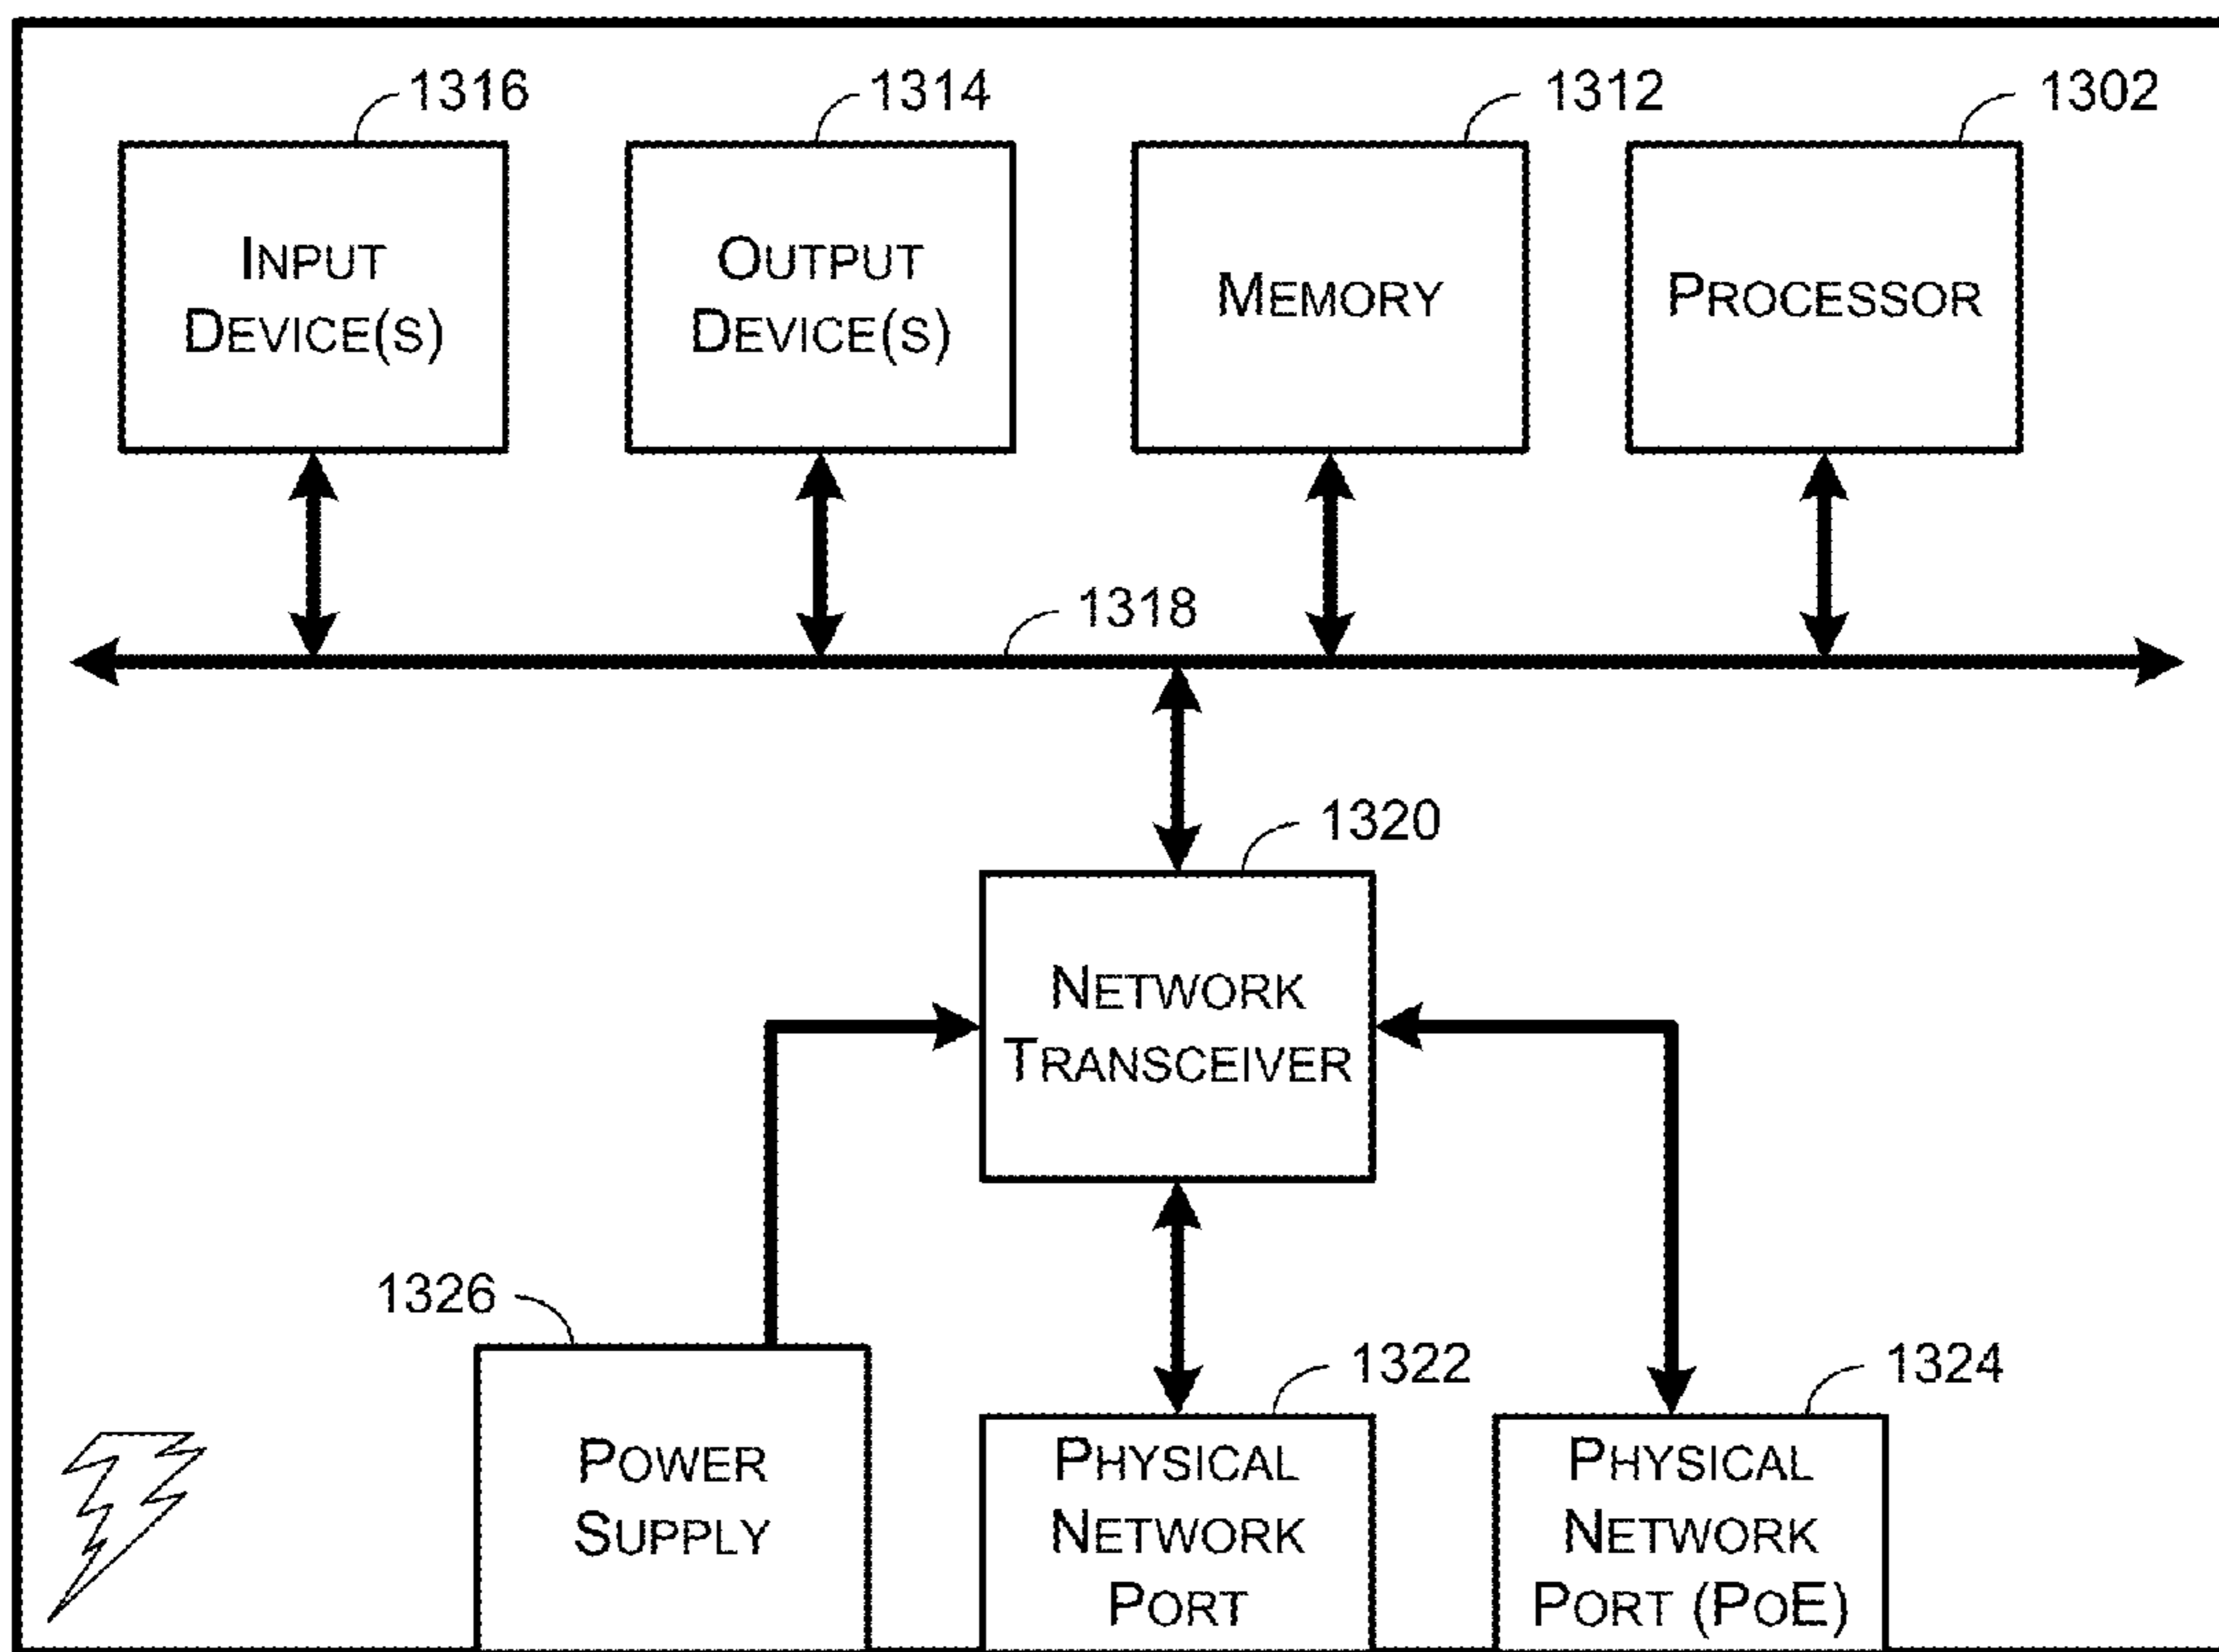 1316
1314
1312
1302
INPUT
DEVICE(S)
OUTPUT
DEVICE(S)
MEMORY
PROCESSOR
1318
1320
NETWORK
TRANSCEIVER
1326
1322
1324
POWER
SUPPLY
PHYSICAL
NETWORK
PORT
PHYSICAL
NETWORK
PORT (POE)